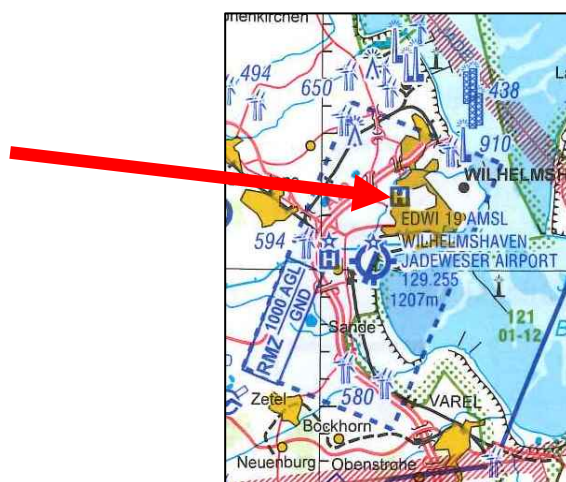 494
650
438
910
WILHELMSH
H
EDWI 19 AMSL
WILHELMSHAVEN
JADEWESER AIRPORT
129.255
1207m
594
H
RMZ 1000 AGL
GND
121
01-12
Sande
580
Zetel
VAREL
Bockhorn
Neuenburg
Obenstrohe